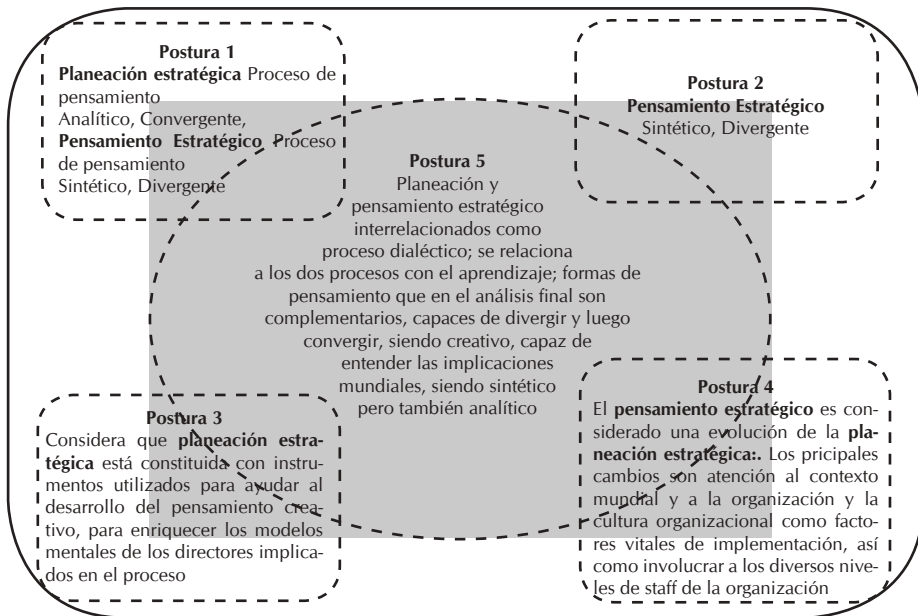 Postura 1
Planeación estratégica Proceso de
pensamiento
Analítico, Convergente,
Pensamiento Estratégico Proceso
de pensamiento
Sintético, Divergente
Postura 2
Pensamiento Estratégico
Sintético, Divergente
Postura 5
Planeación y
pensamiento estratégico
interrelacionados como
proceso dialéctico; se relaciona
a los dos procesos con el aprendizaje; formas de
pensamiento que en el análisis final son
complementarios, capaces de divergir y luego
convergir, siendo creativo, capaz de
entender las implicaciones
mundiales, siendo sintético
pero también analítico
Postura 3
Considera que planeación estra-
tégica está constituida con instru-
mentos utilizados para ayudar al
desarrollo del pensamiento crea-
tivo, para enriquecer los modelos
mentales de los directores implica-
dos en el proceso
Postura 4
El pensamiento estratégico es con-
siderado una evolución de la pla-
neación estratégica:. Los pricipales
cambios son atención al contexto
mundial y a la organización y la
cultura organizacional como facto-
res vitales de implementación, así
como involucrar a los diversos nive-
les de staff de la organización